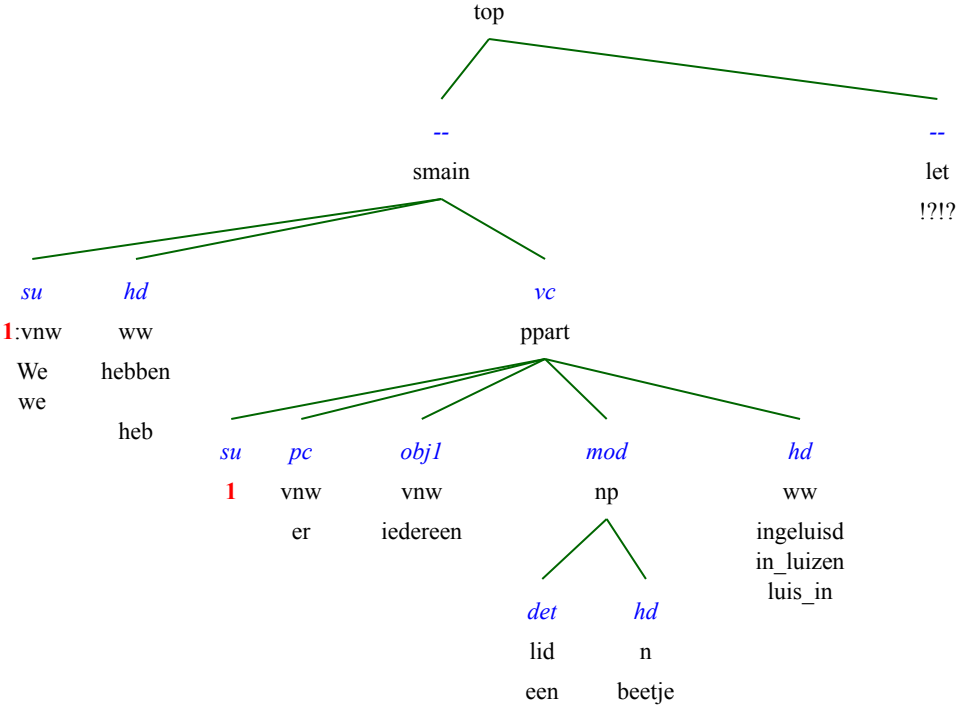 top
-- --
smain let
!?!?
su hd vc
1:vnw ww ppart
We hebben
we
heb
su pc obj1 mod hd
1 vnw vnw np ww
er iedereen ingeluisd
in_luizen
luis_in
det hd
lid n
een beetje